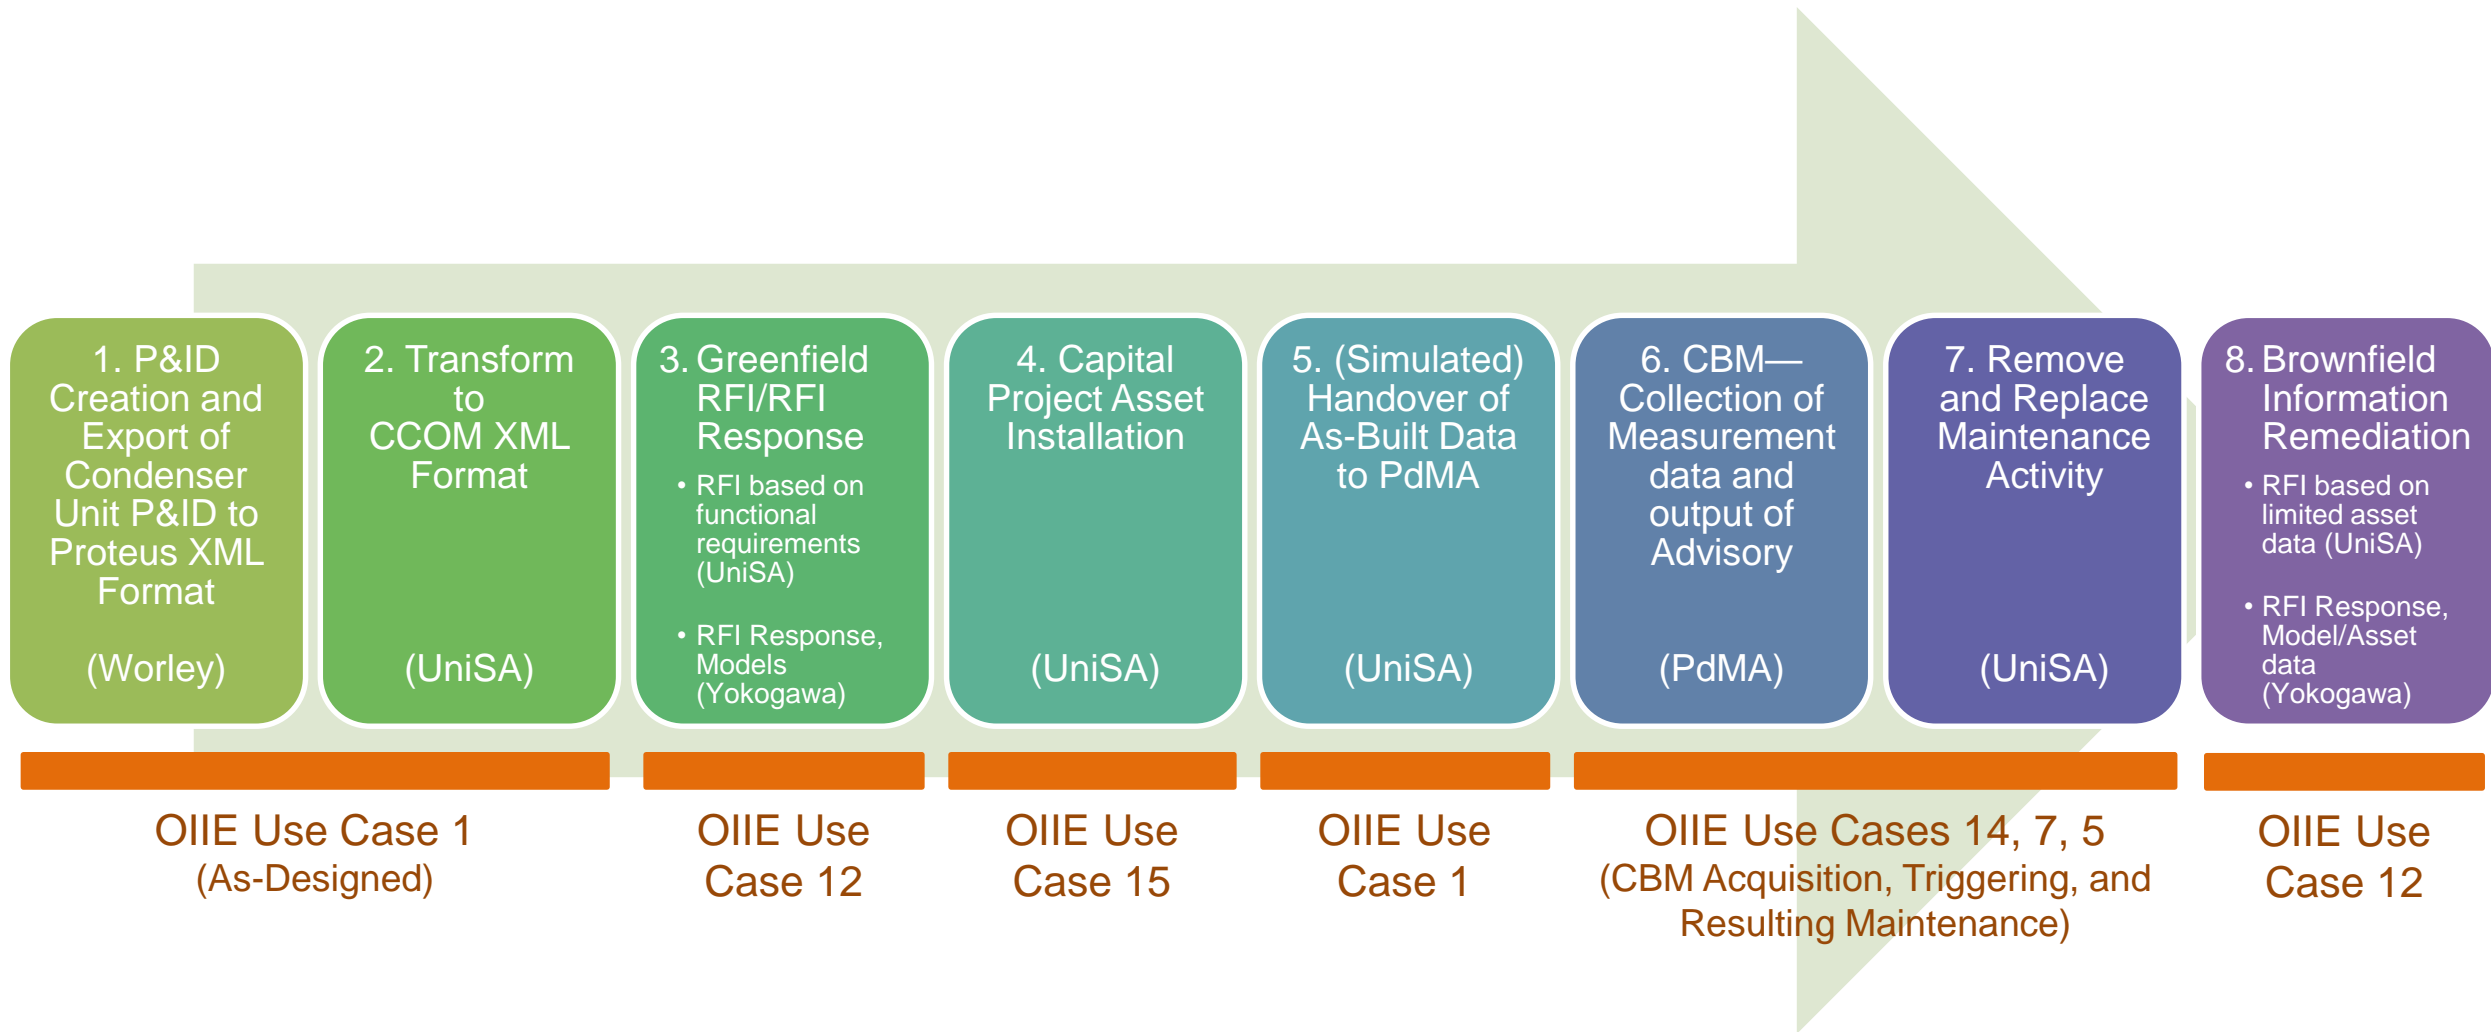 1. P&ID
Creation and
Export of
Condenser
Unit P&ID to
Proteus XML
Format
(Worley)
2. Transform
to
CCOM XML
Format
(UniSA)
3. Greenfield
RFI/RFI
Response
• RFI based on
functional
requirements
(UniSA)
• RFI Response,
Models
(Yokogawa)
4. Capital
Project Asset
Installation
(UniSA)
5. (Simulated)
Handover of
As-Built Data
to PdMA
(UniSA)
6. CBM—
Collection of
Measurement
data and
output of
Advisory
(PdMA)
7. Remove
and Replace
Maintenance
Activity
(UniSA)
8. Brownfield
Information
Remediation
• RFI based on
limited asset
data (UniSA)
• RFI Response,
Model/Asset
data
(Yokogawa)
OIIE Use Case 1
(As-Designed)
OIIE Use
Case 12
OIIE Use
Case 15
OIIE Use
Case 1
OIIE Use Cases 14, 7, 5
(CBM Acquisition, Triggering, and
Resulting Maintenance)
OIIE Use
Case 12